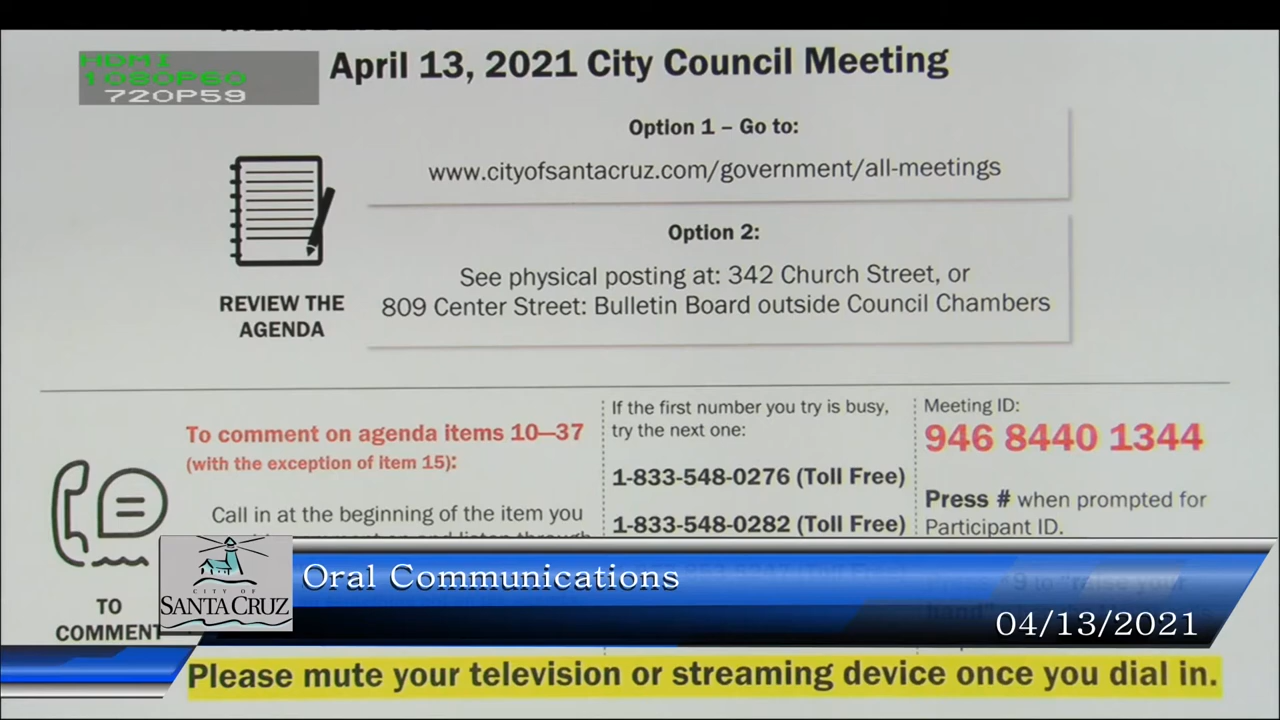 HDMI
1080P60
720P59
April 13, 2021 City Council Meeting
Option 1 – Go to:
www.cityofsantacruz.com/government/all-meetings
Option 2:
See physical posting at: 342 Church Street, or
809 Center Street: Bulletin Board outside Council Chambers
REVIEW THE
AGENDA
To comment on agenda items 10—37
(with the exception of item 15):
Call in at the beginning of the item you
If the first number you try is busy,
try the next one:
1-833-548-0276 (Toll Free)
1-833-548-0282 (Toll Free)
Meeting ID:
946 8440 1344
Press # when prompted for
Participant ID.
TO
COMMENT
CITY OF
SANTA CRUZ
Oral Communications
04/13/2021
Please mute your television or streaming device once you dial in.